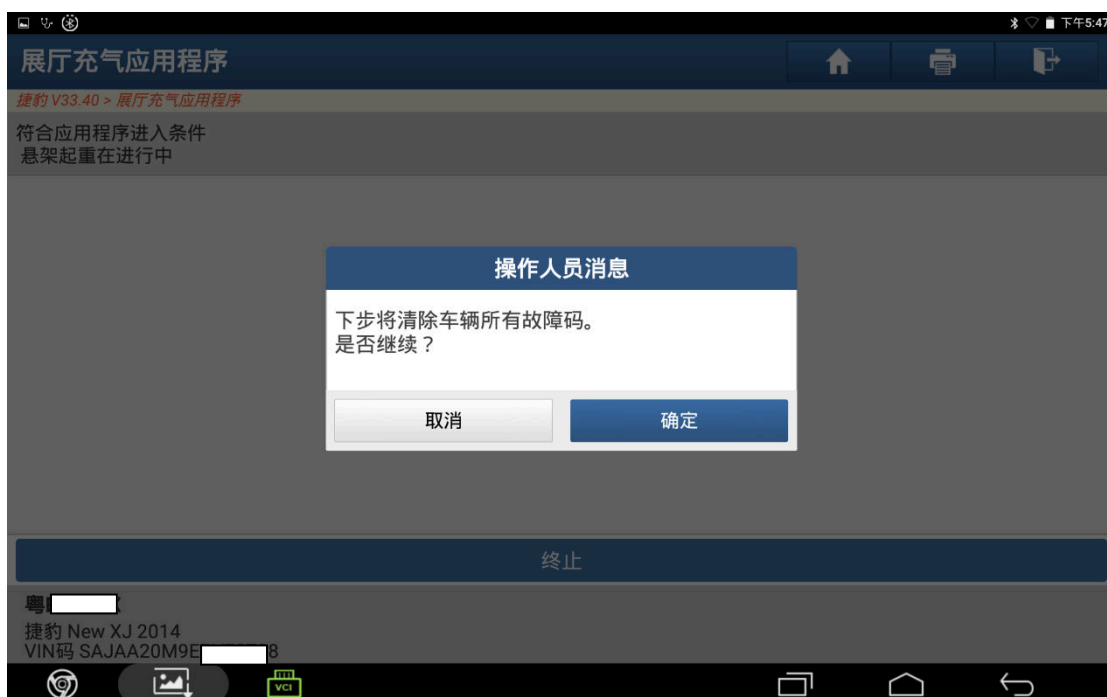 下午5:47
展厅充气应用程序
捷豹 V33.40 > 展厅充气应用程序
符合应用程序进入条件
悬架起重在进行中
操作人员消息
下步将清除车辆所有故障码。
是否继续？
取消
确定
终止
粤
捷豹 New XJ 2014
VIN码 SAJAA20M9E 8
VCI